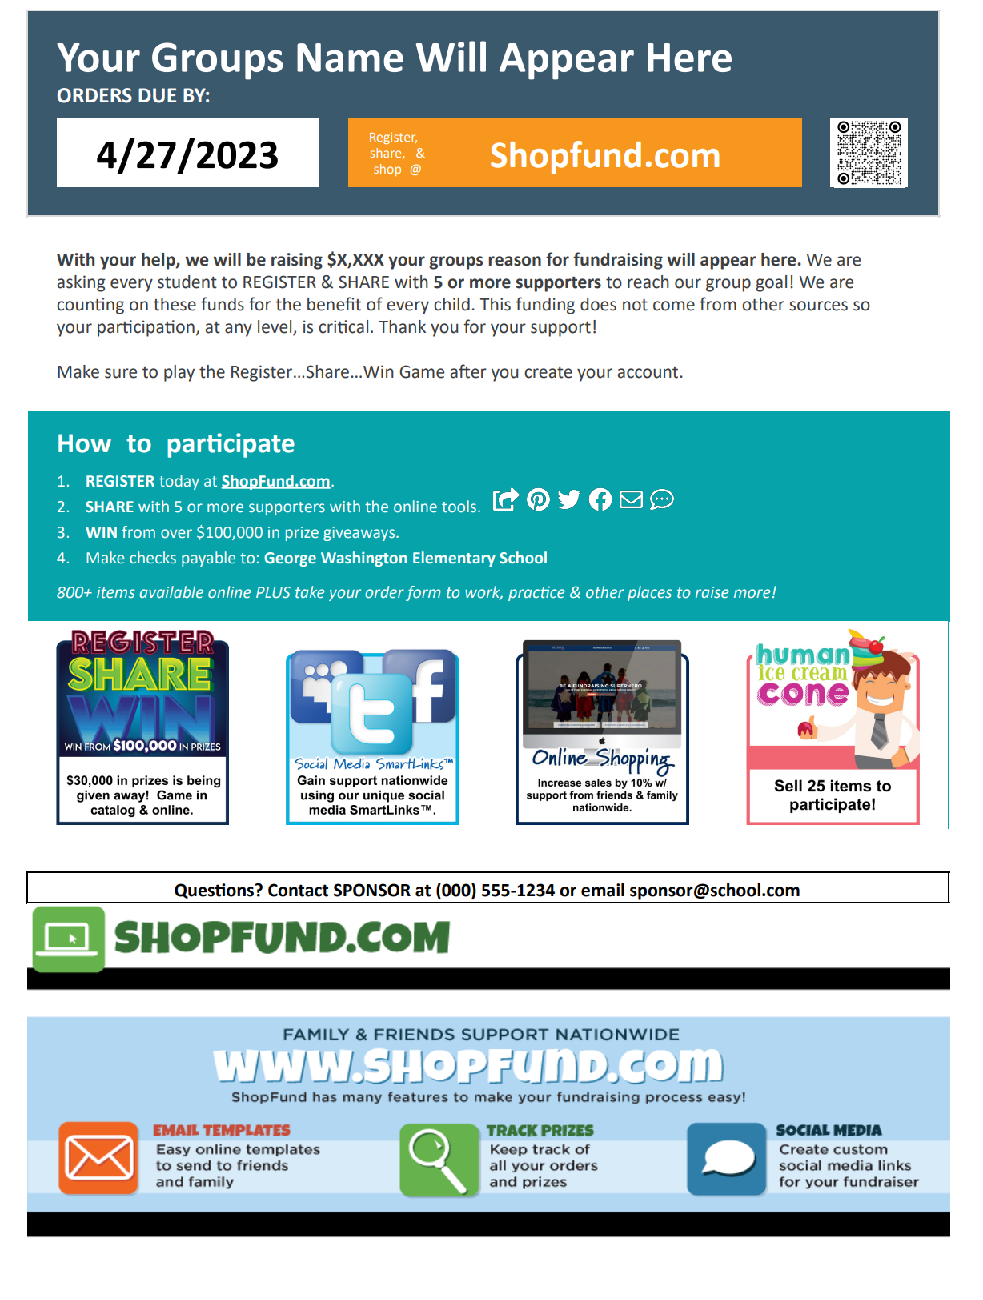 Your Groups Name Will Appear Here
ORDERS DUE BY:
4/27/2023
Register,
share, &
shop @
Shopfund.com
With your help, we will be raising $X,XXX your groups reason for fundraising will appear here. We are
asking every student to REGISTER & SHARE with 5 or more supporters to reach our group goal! We are
counting on these funds for the benefit of every child. This funding does not come from other sources so
your participation, at any level, is critical. Thank you for your support!
Make sure to play the Register...Share...Win Game after you create your account.
How to participate
1. REGISTER today at ShopFund.com.
2. SHARE with 5 or more supporters with the online tools.
3. WIN from over $100,000 in prize giveaways.
4. Make checks payable to: George Washington Elementary School
800+ items available online PLUS take your order form to work, practice & other places to raise more!
REGISTER
SHARE
WIN
WIN FROM $100,000 IN PRIZES
$30,000 in prizes is being
given away! Game in
catalog & online.
Social Media SmartLinks™
Gain support nationwide
using our unique social
media SmartLinks™.
BE A FUNDRAISING SUPERHERO
Online Shopping
Increase sales by 10% w/
support from friends & family
nationwide.
human
ice cream
cone
Sell 25 items to
participate!
Questions? Contact SPONSOR at (000) 555-1234 or email sponsor@school.com
SHOPFUND.COM
FAMILY & FRIENDS SUPPORT NATIONWIDE
WWW.SHOPFUND.COM
ShopFund has many features to make your fundraising process easy!
EMAIL TEMPLATES
Easy online templates
to send to friends
and family
TRACK PRIZES
Keep track of
all your orders
and prizes
SOCIAL MEDIA
Create custom
social media links
for your fundraiser